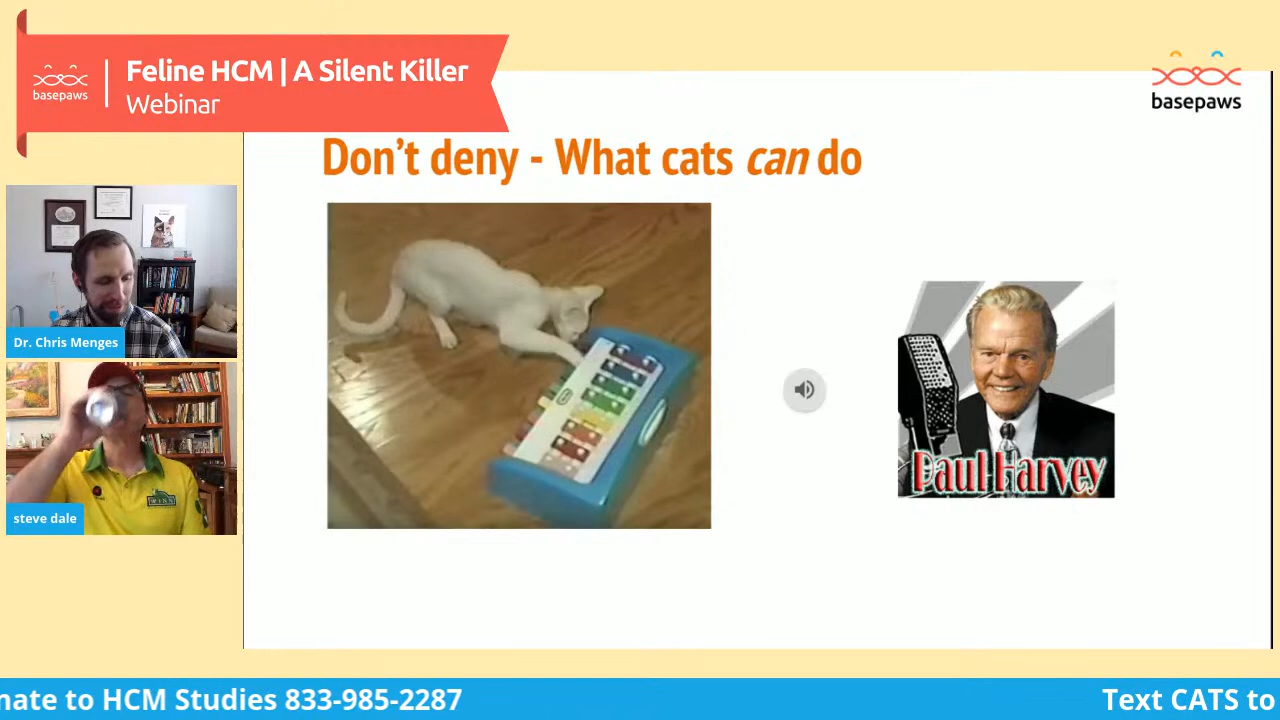 Feline HCM | A Silent Killer
Webinar
basepaws
basepaws
Don't deny - What cats can do
Dr. Chris Menges
steve dale
Paul Harvey
nate to HCM Studies 833-985-2287
Text CATS to